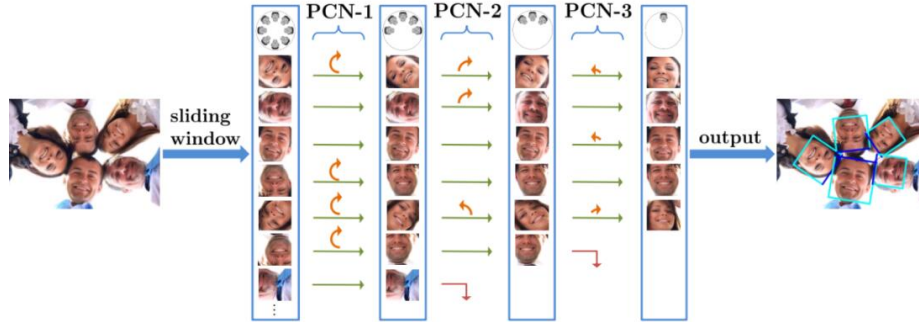 PCN-1
PCN-2
PCN-3
sliding
window
output
...